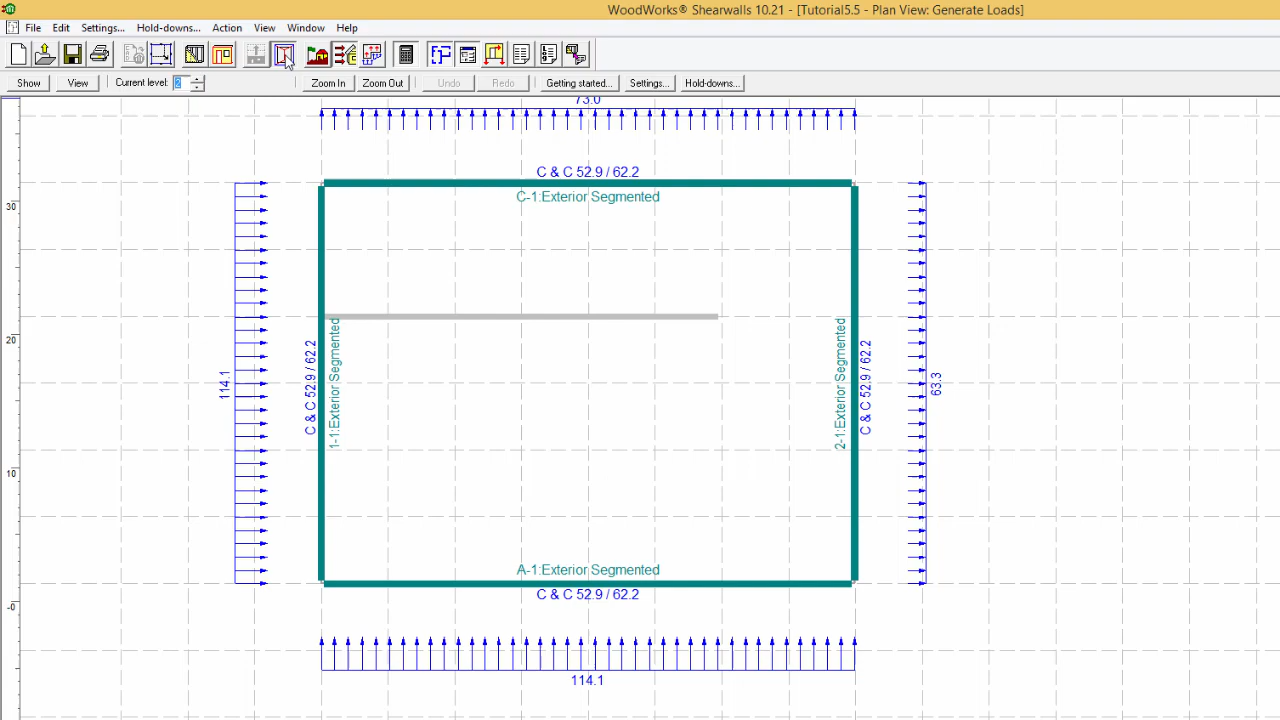 WoodWorks® Shearwalls 10.21 - [Tutorial5.5 - Plan View: Generate Loads]
File Edit Settings... Hold-downs... Action View Window Help
Show View Current level: 2 Zoom In Zoom Out Undo Redo Getting started... Settings... Hold-downs...
73.0
C & C 52.9 / 62.2
C-1:Exterior Segmented
30
20
10
-0
114.1
C & C 52.9 / 62.2
1-1:Exterior Segmented
2-1:Exterior Segmented
C & C 52.9 / 62.2
63.3
A-1:Exterior Segmented
C & C 52.9 / 62.2
114.1